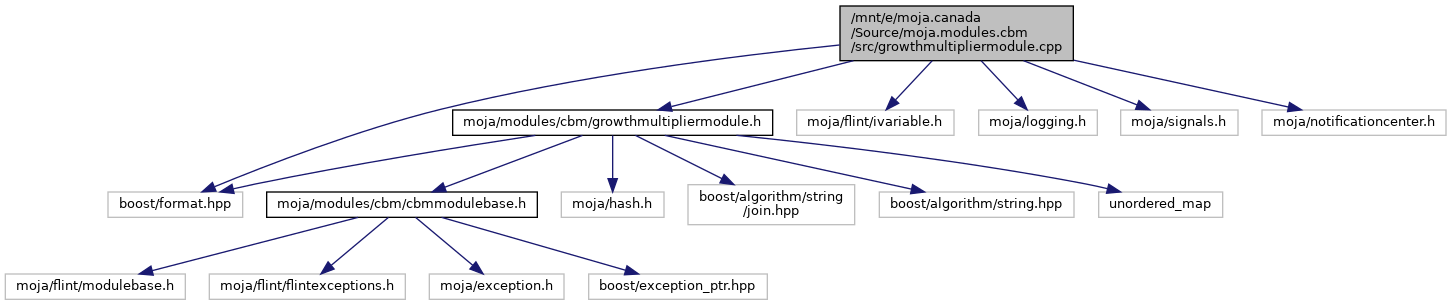 /mnt/e/moja.canada
/Source/moja.modules.cbm
/src/growthmultipliermodule.cpp
moja/modules/cbm/growthmultipliermodule.h
moja/flint/ivariable.h
moja/logging.h
moja/signals.h
moja/notificationcenter.h
boost/format.hpp
moja/modules/cbm/cbmmodulebase.h
moja/hash.h
boost/algorithm/string
/join.hpp
boost/algorithm/string.hpp
unordered_map
moja/flint/modulebase.h
moja/flint/flintexceptions.h
moja/exception.h
boost/exception_ptr.hpp